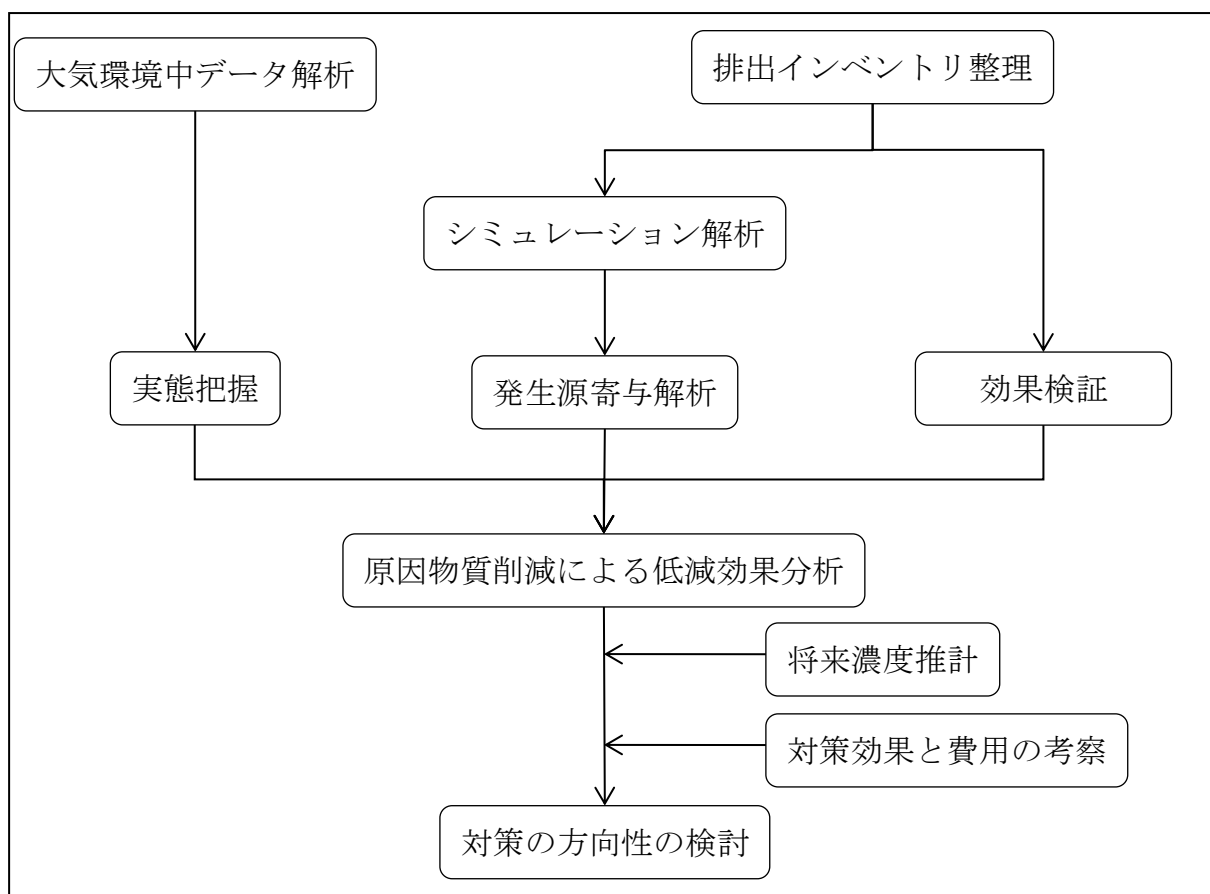 大気環境中データ解析
排出インベントリ整理
シミュレーション解析
実態把握
発生源寄与解析
効果検証
原因物質削減による低減効果分析
将来濃度推計
対策効果と費用の考察
対策の方向性の検討